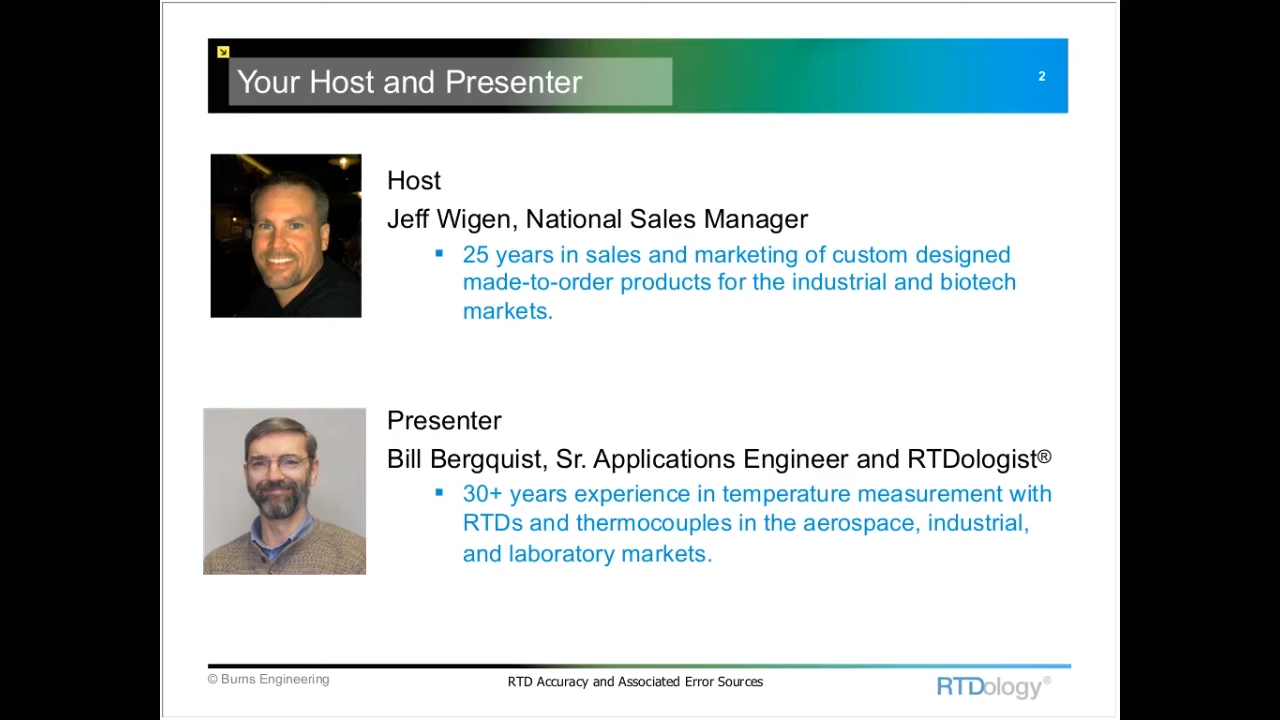 Your Host and Presenter
2
Host
Jeff Wigen, National Sales Manager
▪ 25 years in sales and marketing of custom designed
made-to-order products for the industrial and biotech
markets.
Presenter
Bill Bergquist, Sr. Applications Engineer and RTDologist®
▪ 30+ years experience in temperature measurement with
RTDs and thermocouples in the aerospace, industrial,
and laboratory markets.
© Burns Engineering
RTD Accuracy and Associated Error Sources
RTDology®